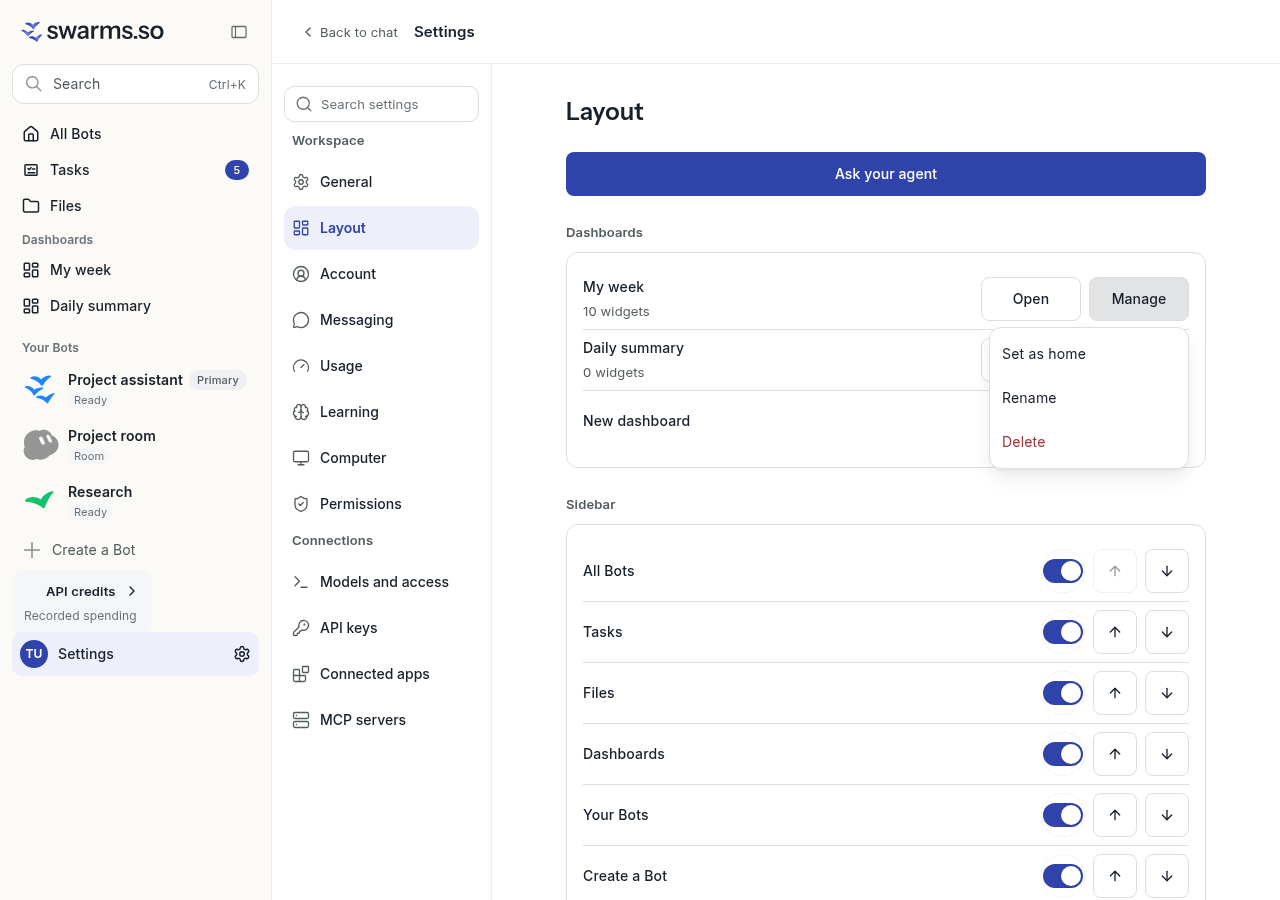 swarms.so
Search Ctrl+K
All Bots
Tasks 5
Files
Dashboards
My week
Daily summary
Your Bots
Project assistant Primary
Ready
Project room
Room
Research
Ready
Create a Bot
API credits
Recorded spending
TU Settings
Back to chat Settings
Search settings
Workspace
General
Layout
Account
Messaging
Usage
Learning
Computer
Permissions
Connections
Models and access
API keys
Connected apps
MCP servers
Layout
Ask your agent
Dashboards
My week
10 widgets
Open Manage
Daily summary
0 widgets
New dashboard
Set as home
Rename
Delete
Sidebar
All Bots
Tasks
Files
Dashboards
Your Bots
Create a Bot